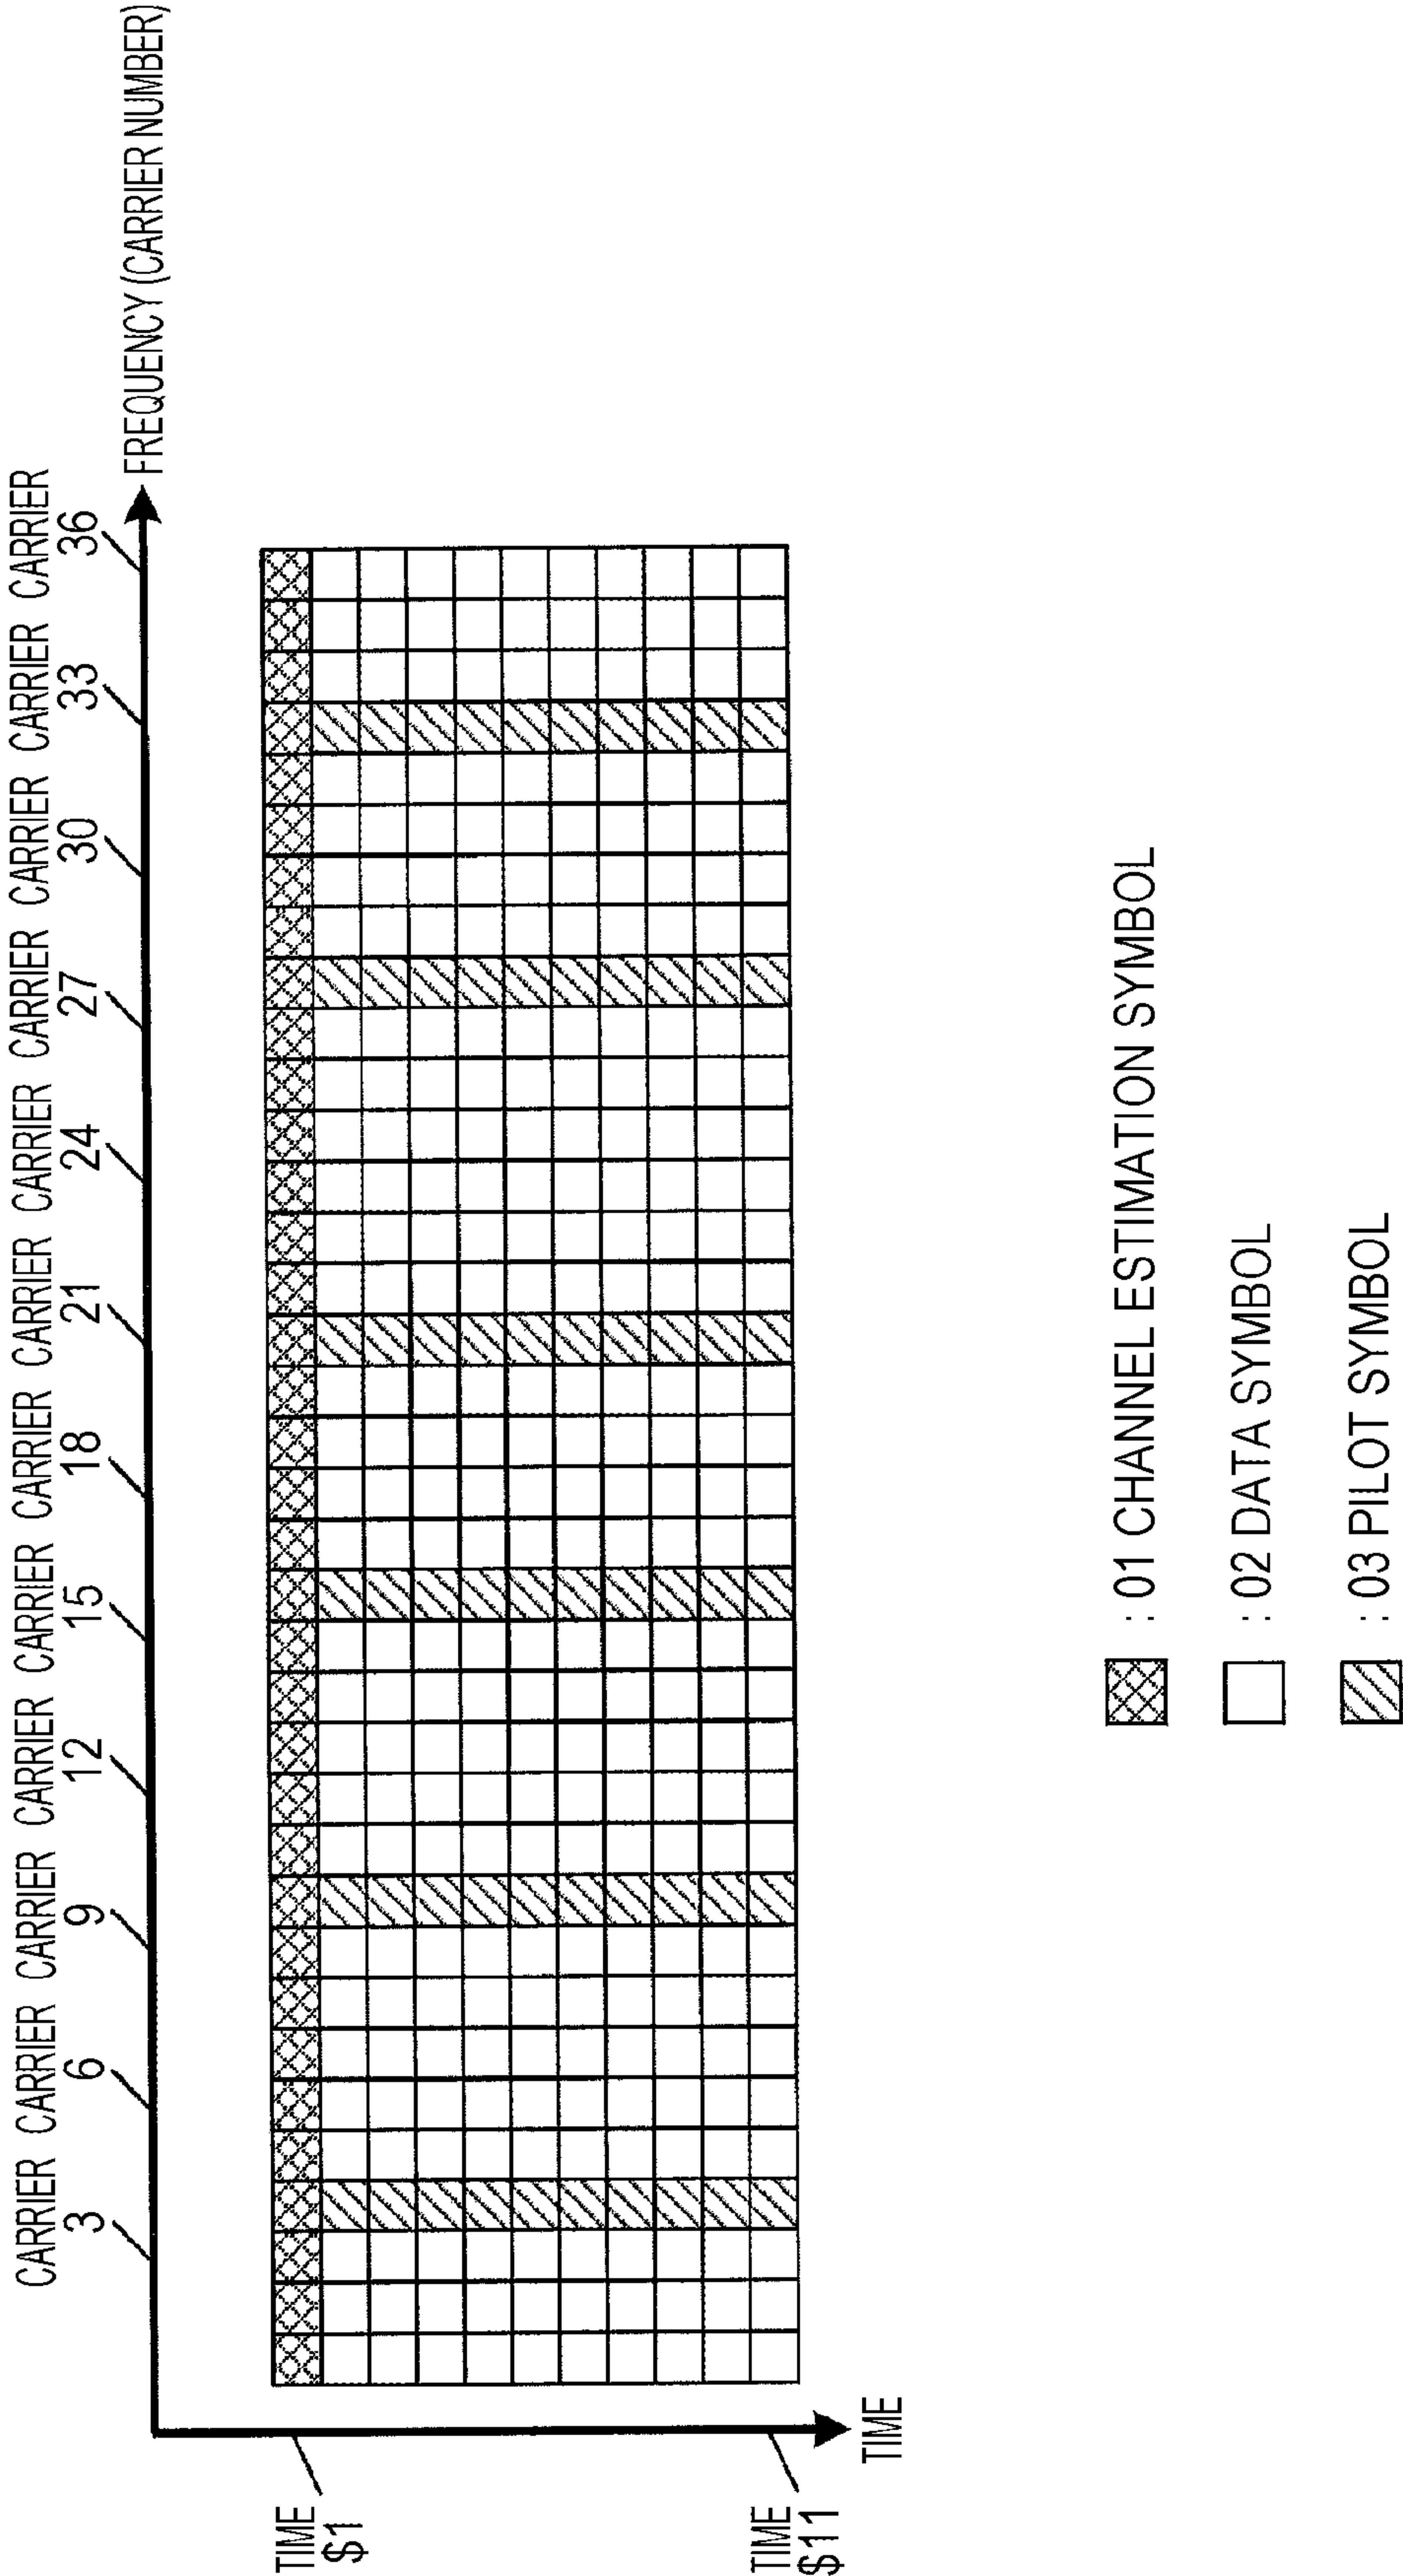 CARRIER CARRIER CARRIER CARRIER CARRIER CARRIER CARRIER CARRIER CARRIER CARRIER CARRIER CARRIER
3 6 9 12 15 18 21 24 27 30 33 36
FREQUENCY (CARRIER NUMBER)
TIME
$1
TIME
$11
TIME
: 01 CHANNEL ESTIMATION SYMBOL
: 02 DATA SYMBOL
: 03 PILOT SYMBOL